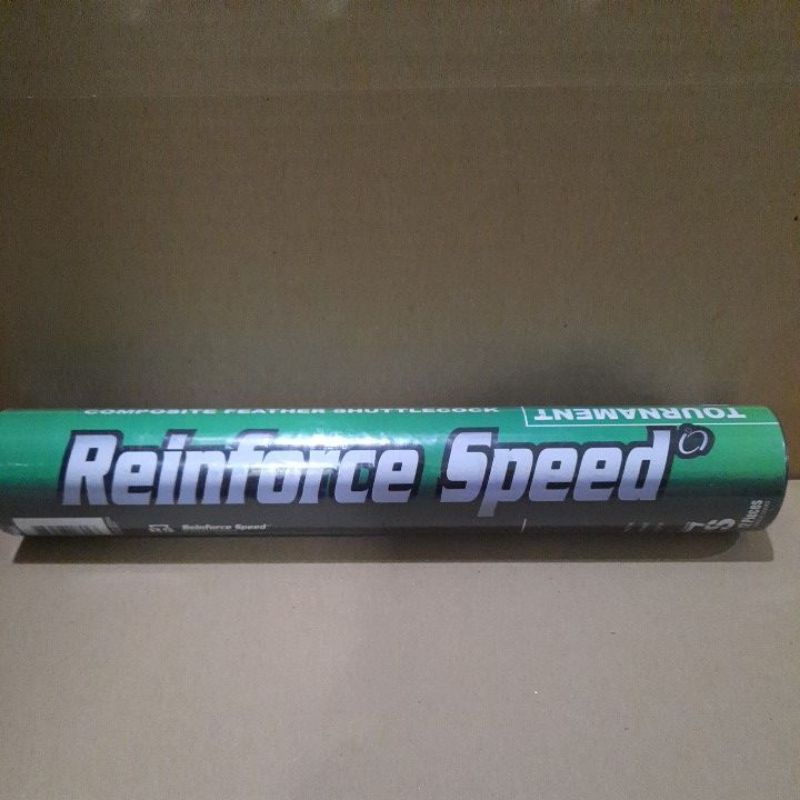 COMPOSITE FEATHER SHUTTLECOCK
TOURNAMENT
Reinforce Speed
Reinforce Speed